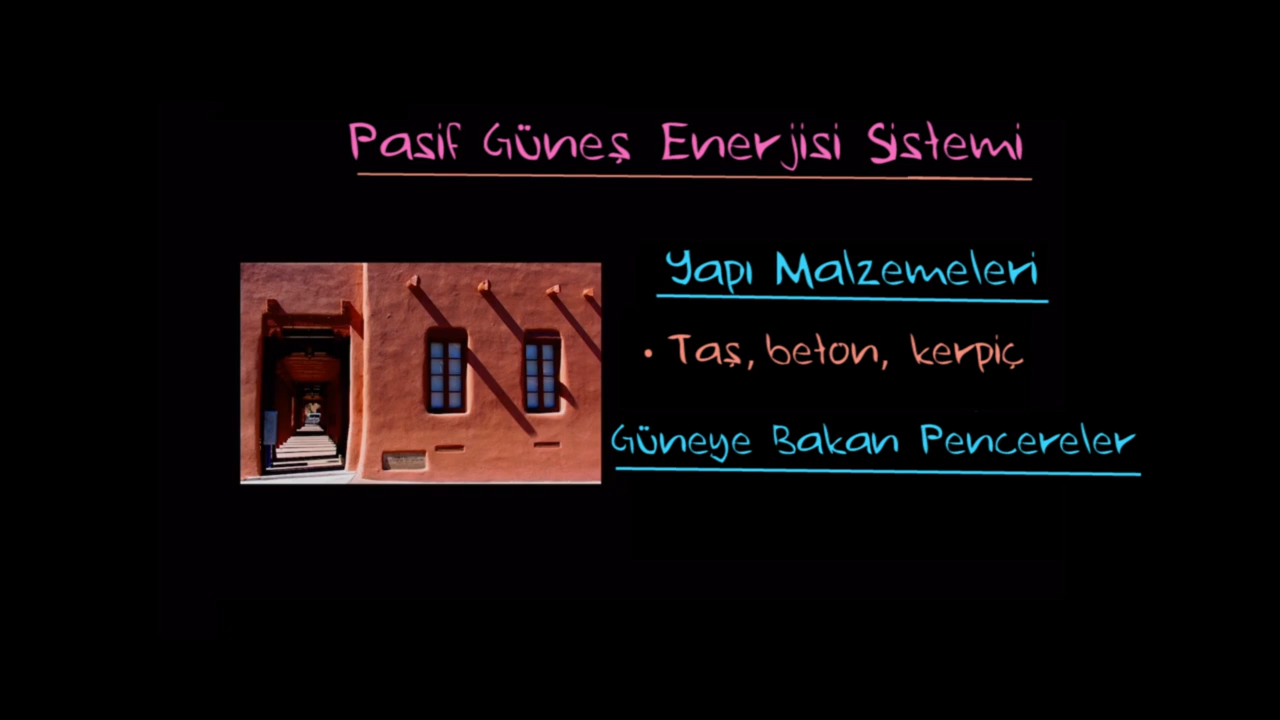 Pasif Güneş Enerjisi Sistemi
Yapı Malzemeleri
• Taş, beton, kerpiç
Güneye Bakan Pencereler